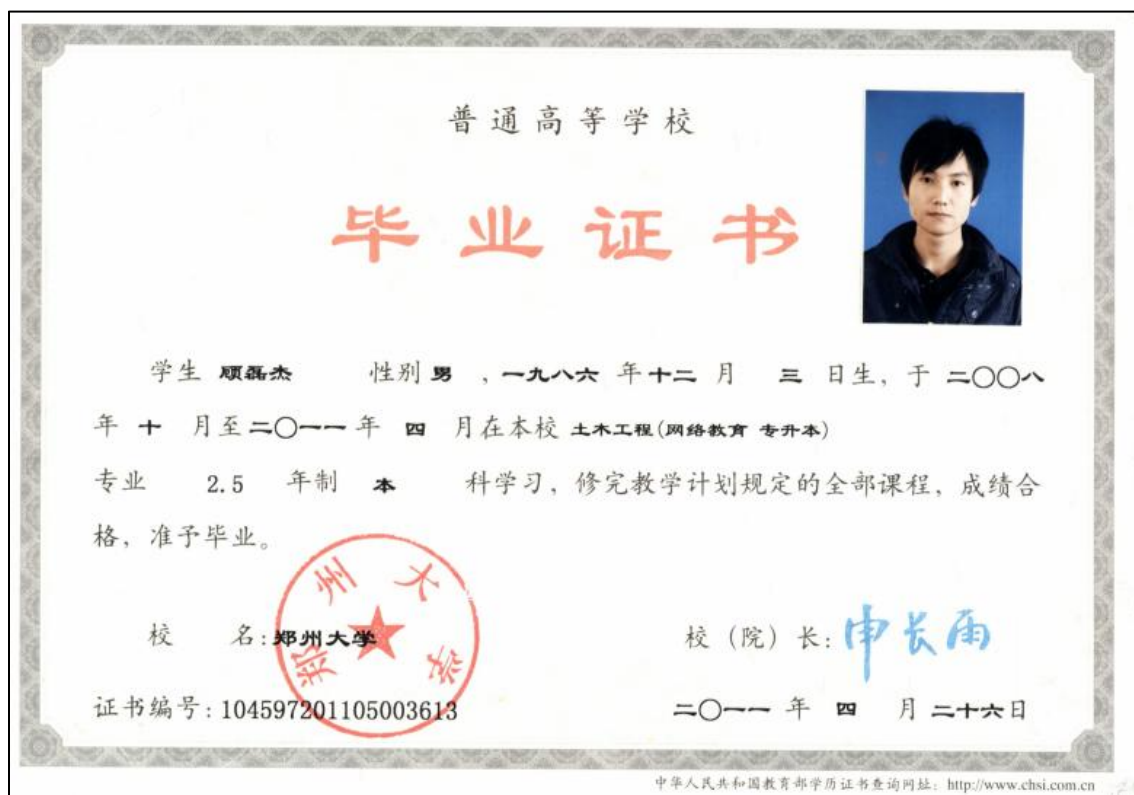 普通高等学校
毕业证书
学生 顾磊杰 性别 男 , 一九八六 年 十二 月 三 日生, 于 二〇〇八
年 十 月至 二〇一一 年 四 月在本校 土木工程(网络教育 专升本)
专业 2.5 年制 本 科学习, 修完教学计划规定的全部课程, 成绩合
格, 准予毕业。
郑州大学
校 名: 郑州大学
校 (院) 长: 申长雨
证书编号: 104597201105003613
二〇一一 年 四 月 二十六日
中华人民共和国教育部学历证书查询网址: http://www.chsi.com.cn